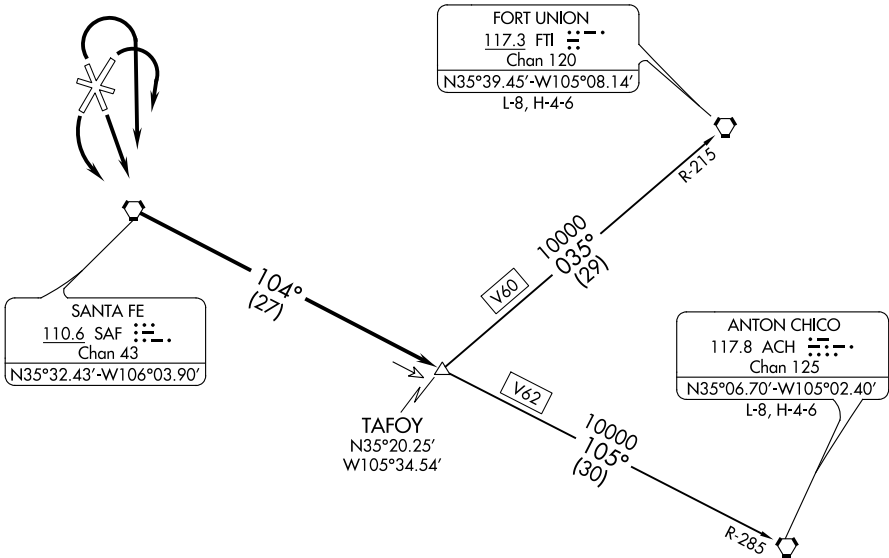 FORT UNION
117.3 FTI
Chan 120
N35°39.45'-W105°08.14'
L-8, H-4-6
R-215
10000
035°
(29)
V60
104°
(27)
SANTA FE
110.6 SAF
Chan 43
N35°32.43'-W106°03.90'
TAFOY
N35°20.25'
W105°34.54'
V62
10000
105°
(30)
ANTON CHICO
117.8 ACH
Chan 125
N35°06.70'-W105°02.40'
L-8, H-4-6
R-285